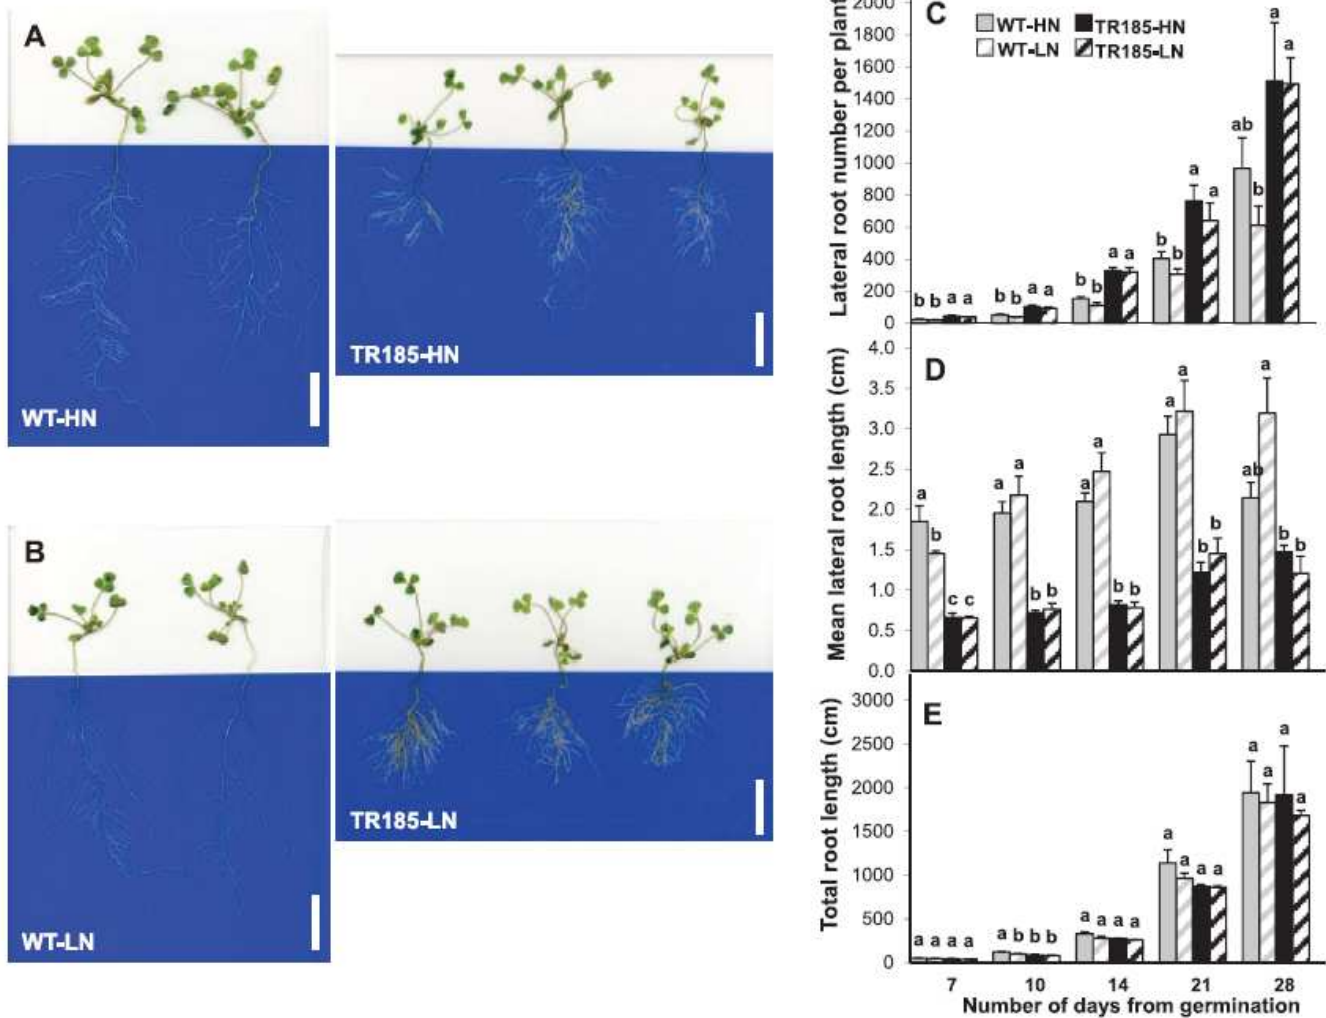 A
WT-HN
TR185-HN
B
WT-LN
TR185-LN
C
WT-HN TR185-HN
WT-LN TR185-LN
Lateral root number per plant
2000
1800
1600
1400
1200
1000
800
600
400
200
0
b b a a
b b a a
b b a a
b b a a
ab b a a
D
Mean lateral root length (cm)
4.0
3.5
3.0
2.5
2.0
1.5
1.0
0.5
0.0
a b c c
a a b b
a a b b
a a b b
ab a b b
E
Total root length (cm)
3000
2500
2000
1500
1000
500
0
a a a a
a b b b
a a a a
a a a a
a a a a
7 10 14 21 28
Number of days from germination